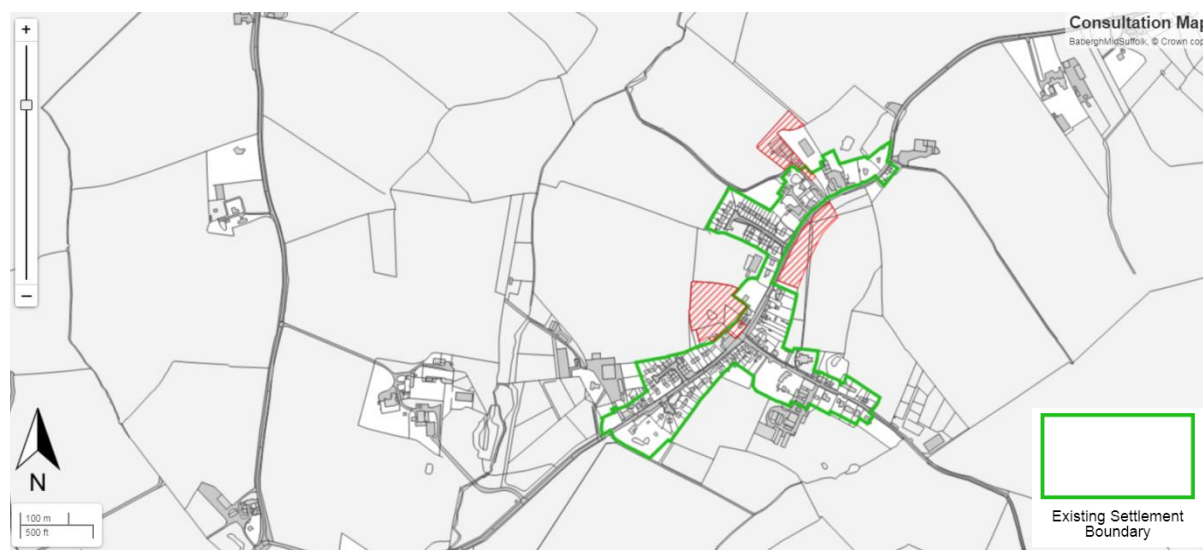 Consultation Map
BaberghMidSuffolk, © Crown cop
+
−
N
100 m
500 ft
Existing Settlement
Boundary